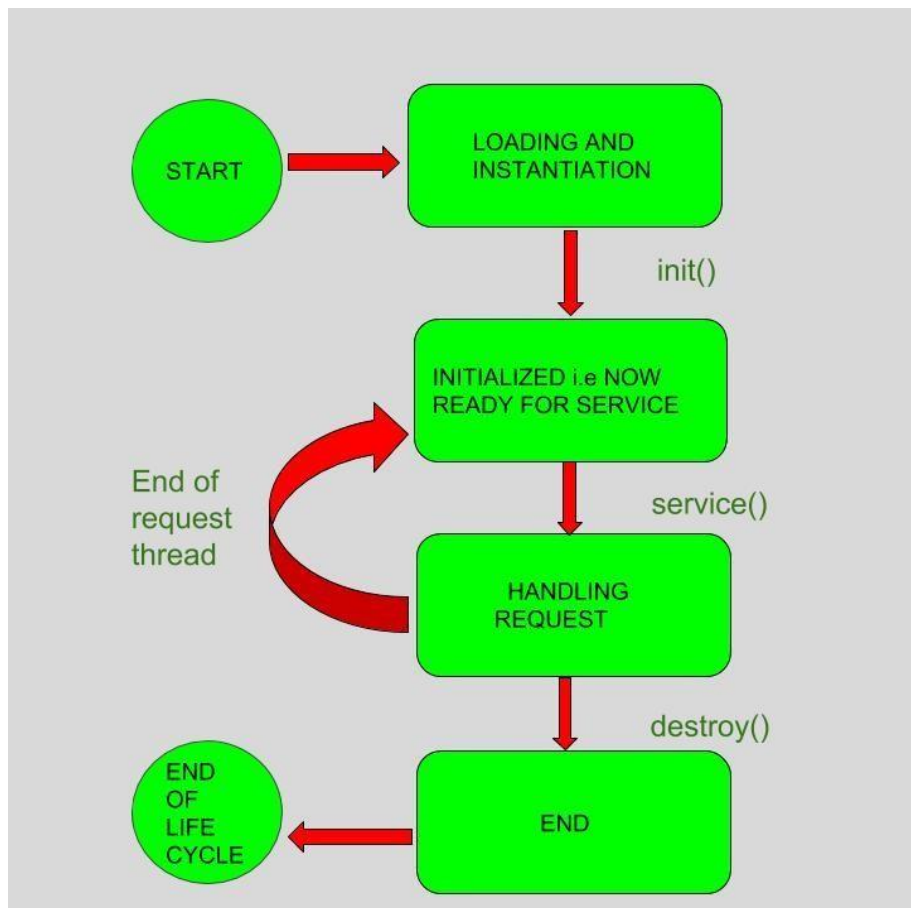 START
LOADING AND
INSTANTIATION
init()
INITIALIZED i.e NOW
READY FOR SERVICE
End of
request
thread
service()
HANDLING
REQUEST
destroy()
END
OF
LIFE
CYCLE
END